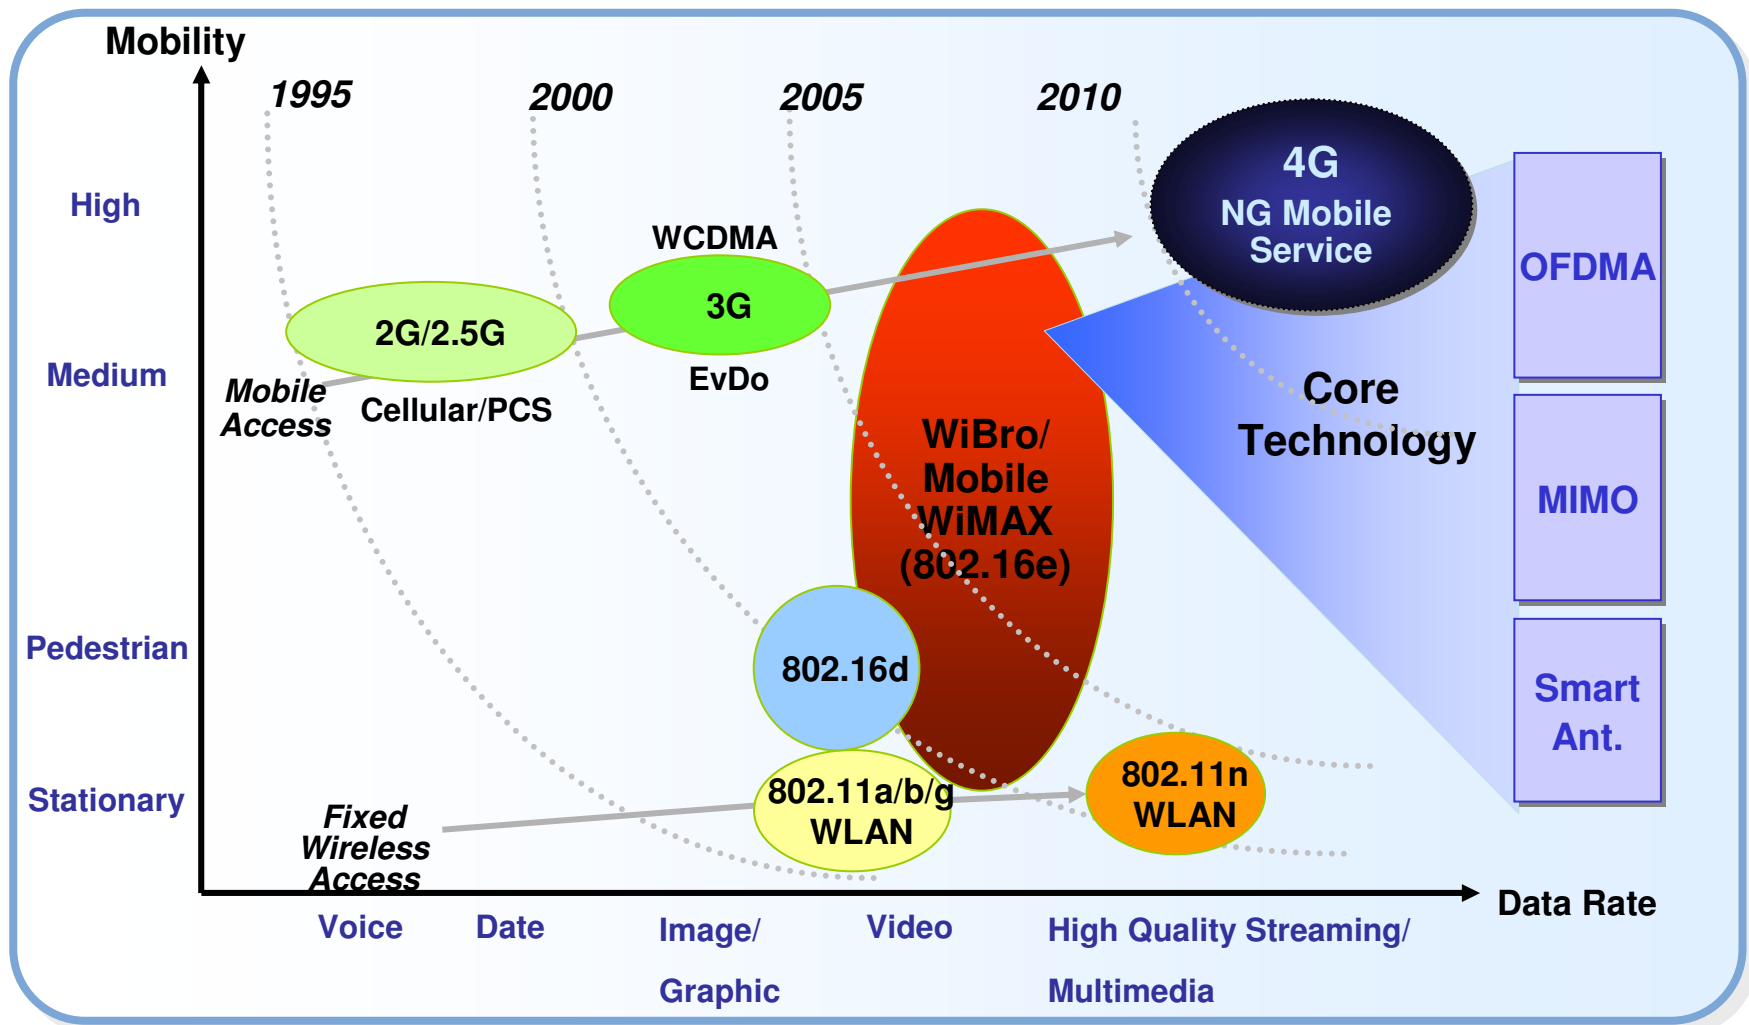 Mobility
1995
2000
2005
2010
High
Medium
Pedestrian
Stationary
4G
NG Mobile
Service
WCDMA
3G
EvDo
2G/2.5G
Mobile
Access
Cellular/PCS
WiBro/
Mobile
WiMAX
(802.16e)
Core
Technology
OFDMA
MIMO
Smart
Ant.
802.16d
802.11a/b/g
WLAN
802.11n
WLAN
Fixed
Wireless
Access
Data Rate
Voice
Date
Image/
Graphic
Video
High Quality Streaming/
Multimedia